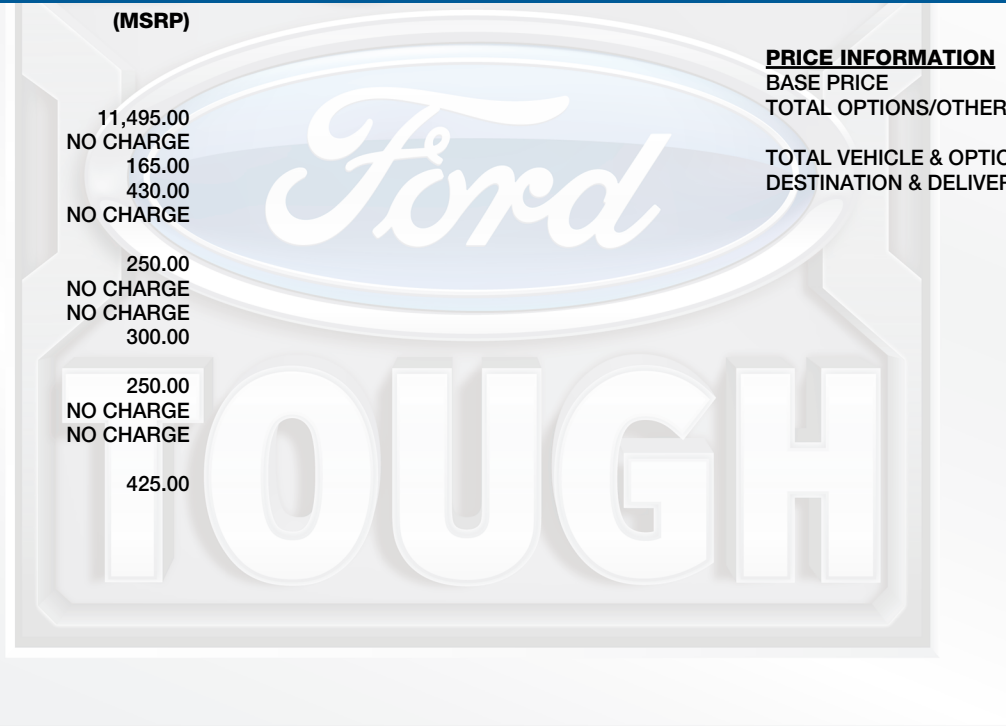 (MSRP)
11,495.00
NO CHARGE
165.00
430.00
NO CHARGE
250.00
NO CHARGE
NO CHARGE
300.00
250.00
NO CHARGE
NO CHARGE
425.00
PRICE INFORMATION
BASE PRICE
TOTAL OPTIONS/OTHER
TOTAL VEHICLE &
DESTINATION &
Ford
TOUGH